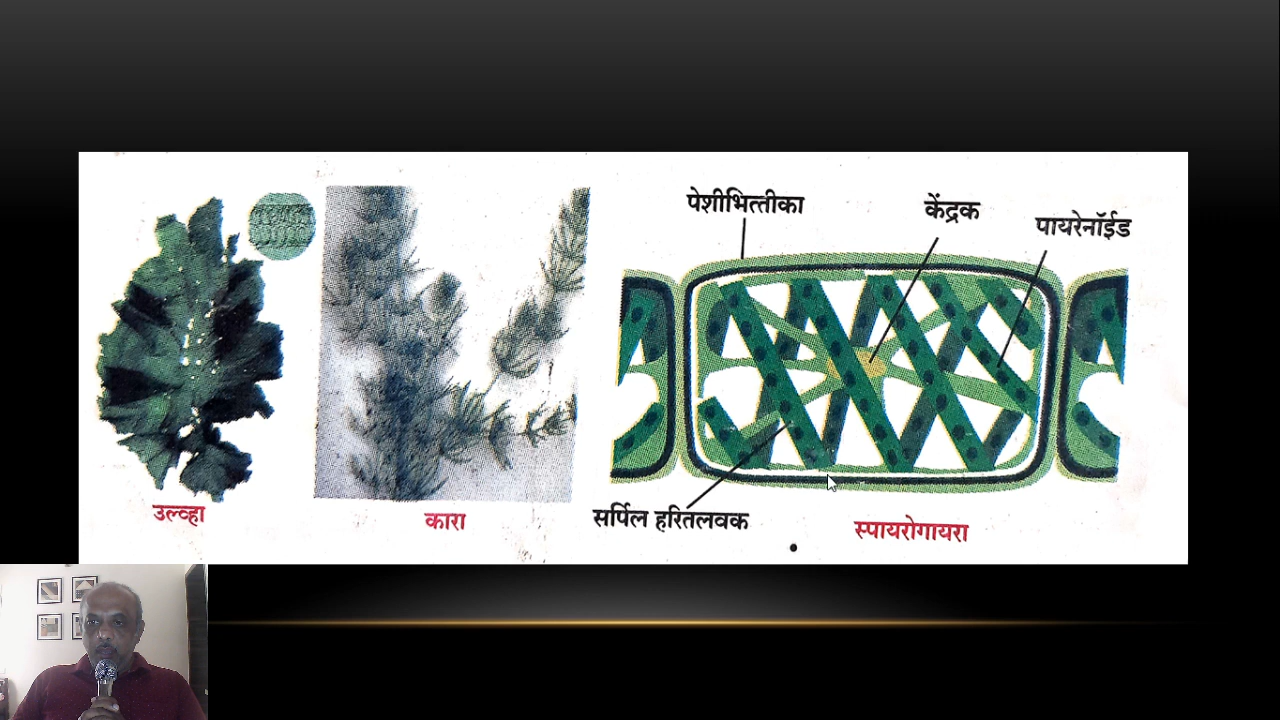 पेशीभित्तीका
केंद्रक
पायरेनॉईड
सर्पिल हरितलवक
उल्व्हा
कारा
स्पायरोगायरा